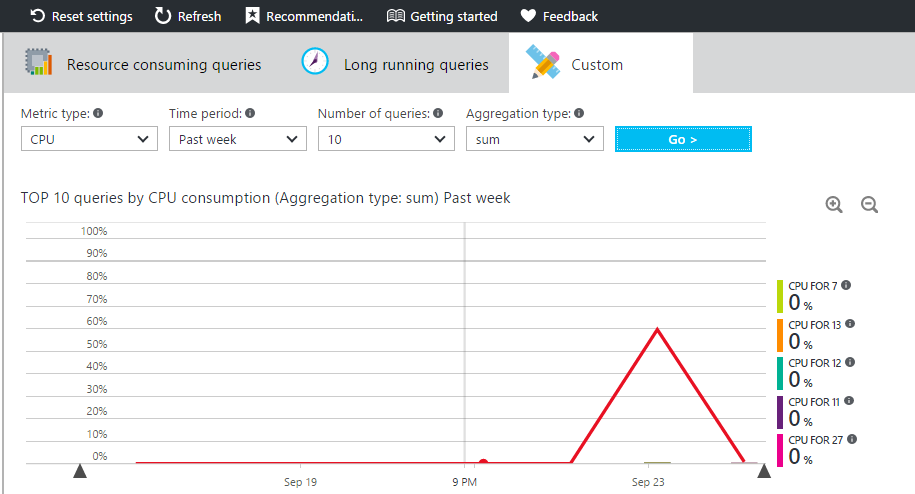 Reset settings Refresh Recommendati... Getting started Feedback
Resource consuming queries Long running queries Custom
Metric type: Time period: Number of queries: Aggregation type:
CPU Past week 10 sum Go >
TOP 10 queries by CPU consumption (Aggregation type: sum) Past week
100%
90%
80%
70%
60%
50%
40%
30%
20%
10%
0%
Sep 19 9 PM Sep 23
CPU FOR 7
0 %
CPU FOR 13
0 %
CPU FOR 12
0 %
CPU FOR 11
0 %
CPU FOR 27
0 %